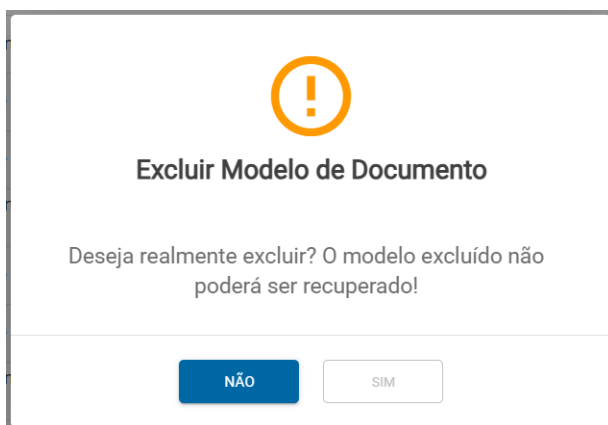 Excluir Modelo de Documento
Deseja realmente excluir? O modelo excluído não
poderá ser recuperado!
NÃO
SIM